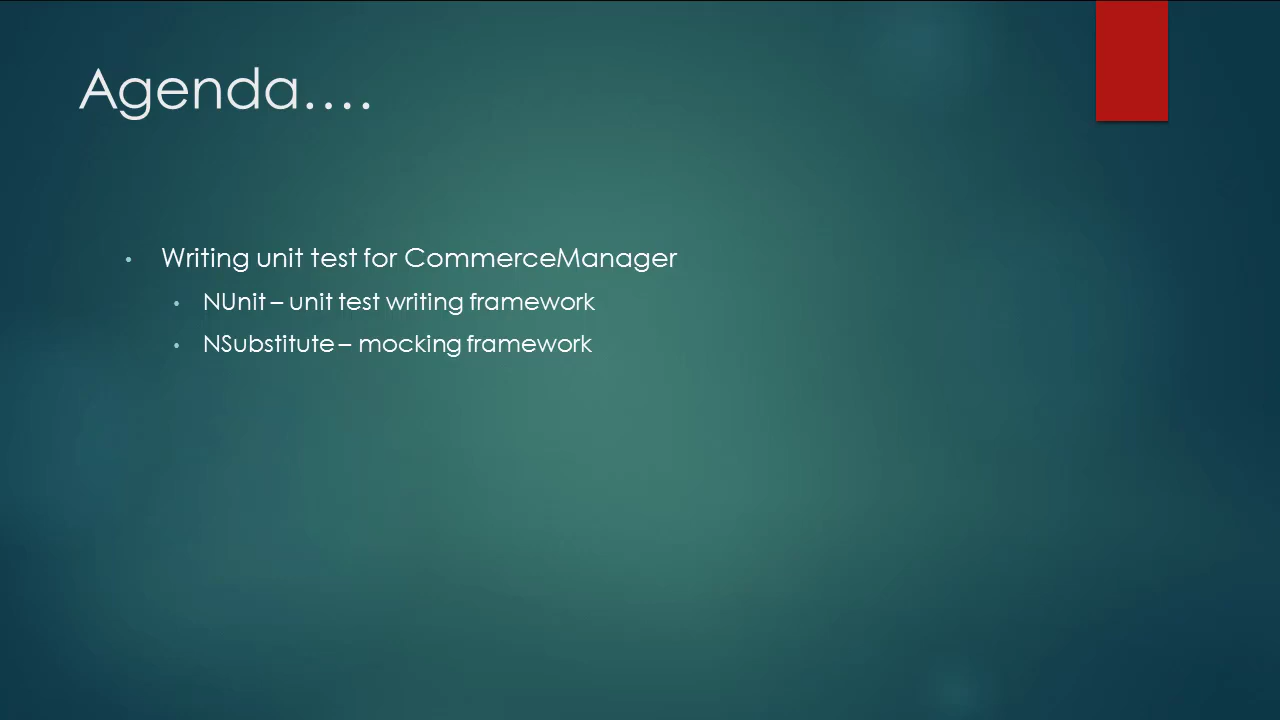 Agenda....
• Writing unit test for CommerceManager
• NUnit – unit test writing framework
• NSubstitute – mocking framework